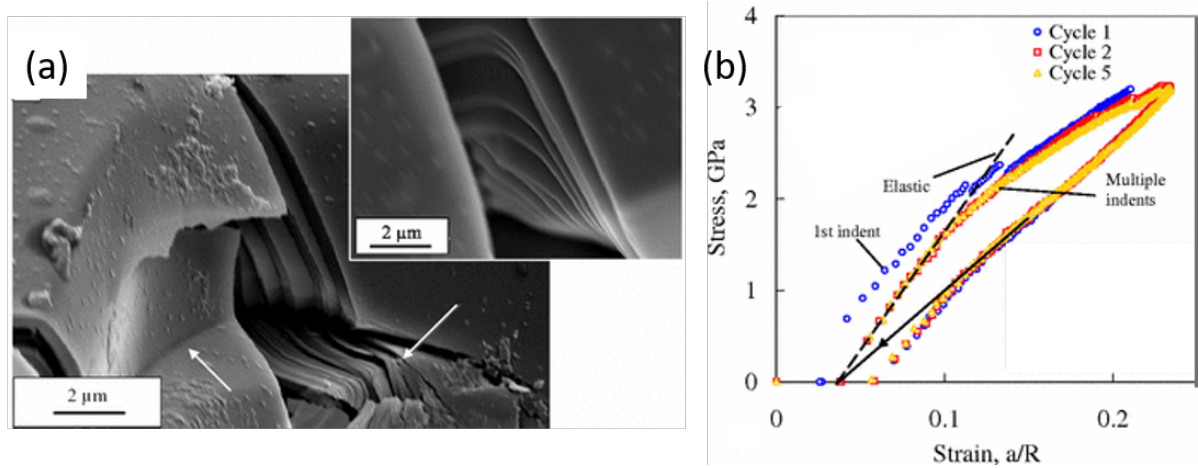 (a)
2 μm
2 μm
(b)
Cycle 1
Cycle 2
Cycle 5
Elastic
Multiple
indents
1st indent
Stress, GPa
4
3
2
1
0
0
0.1
0.2
Strain, a/R